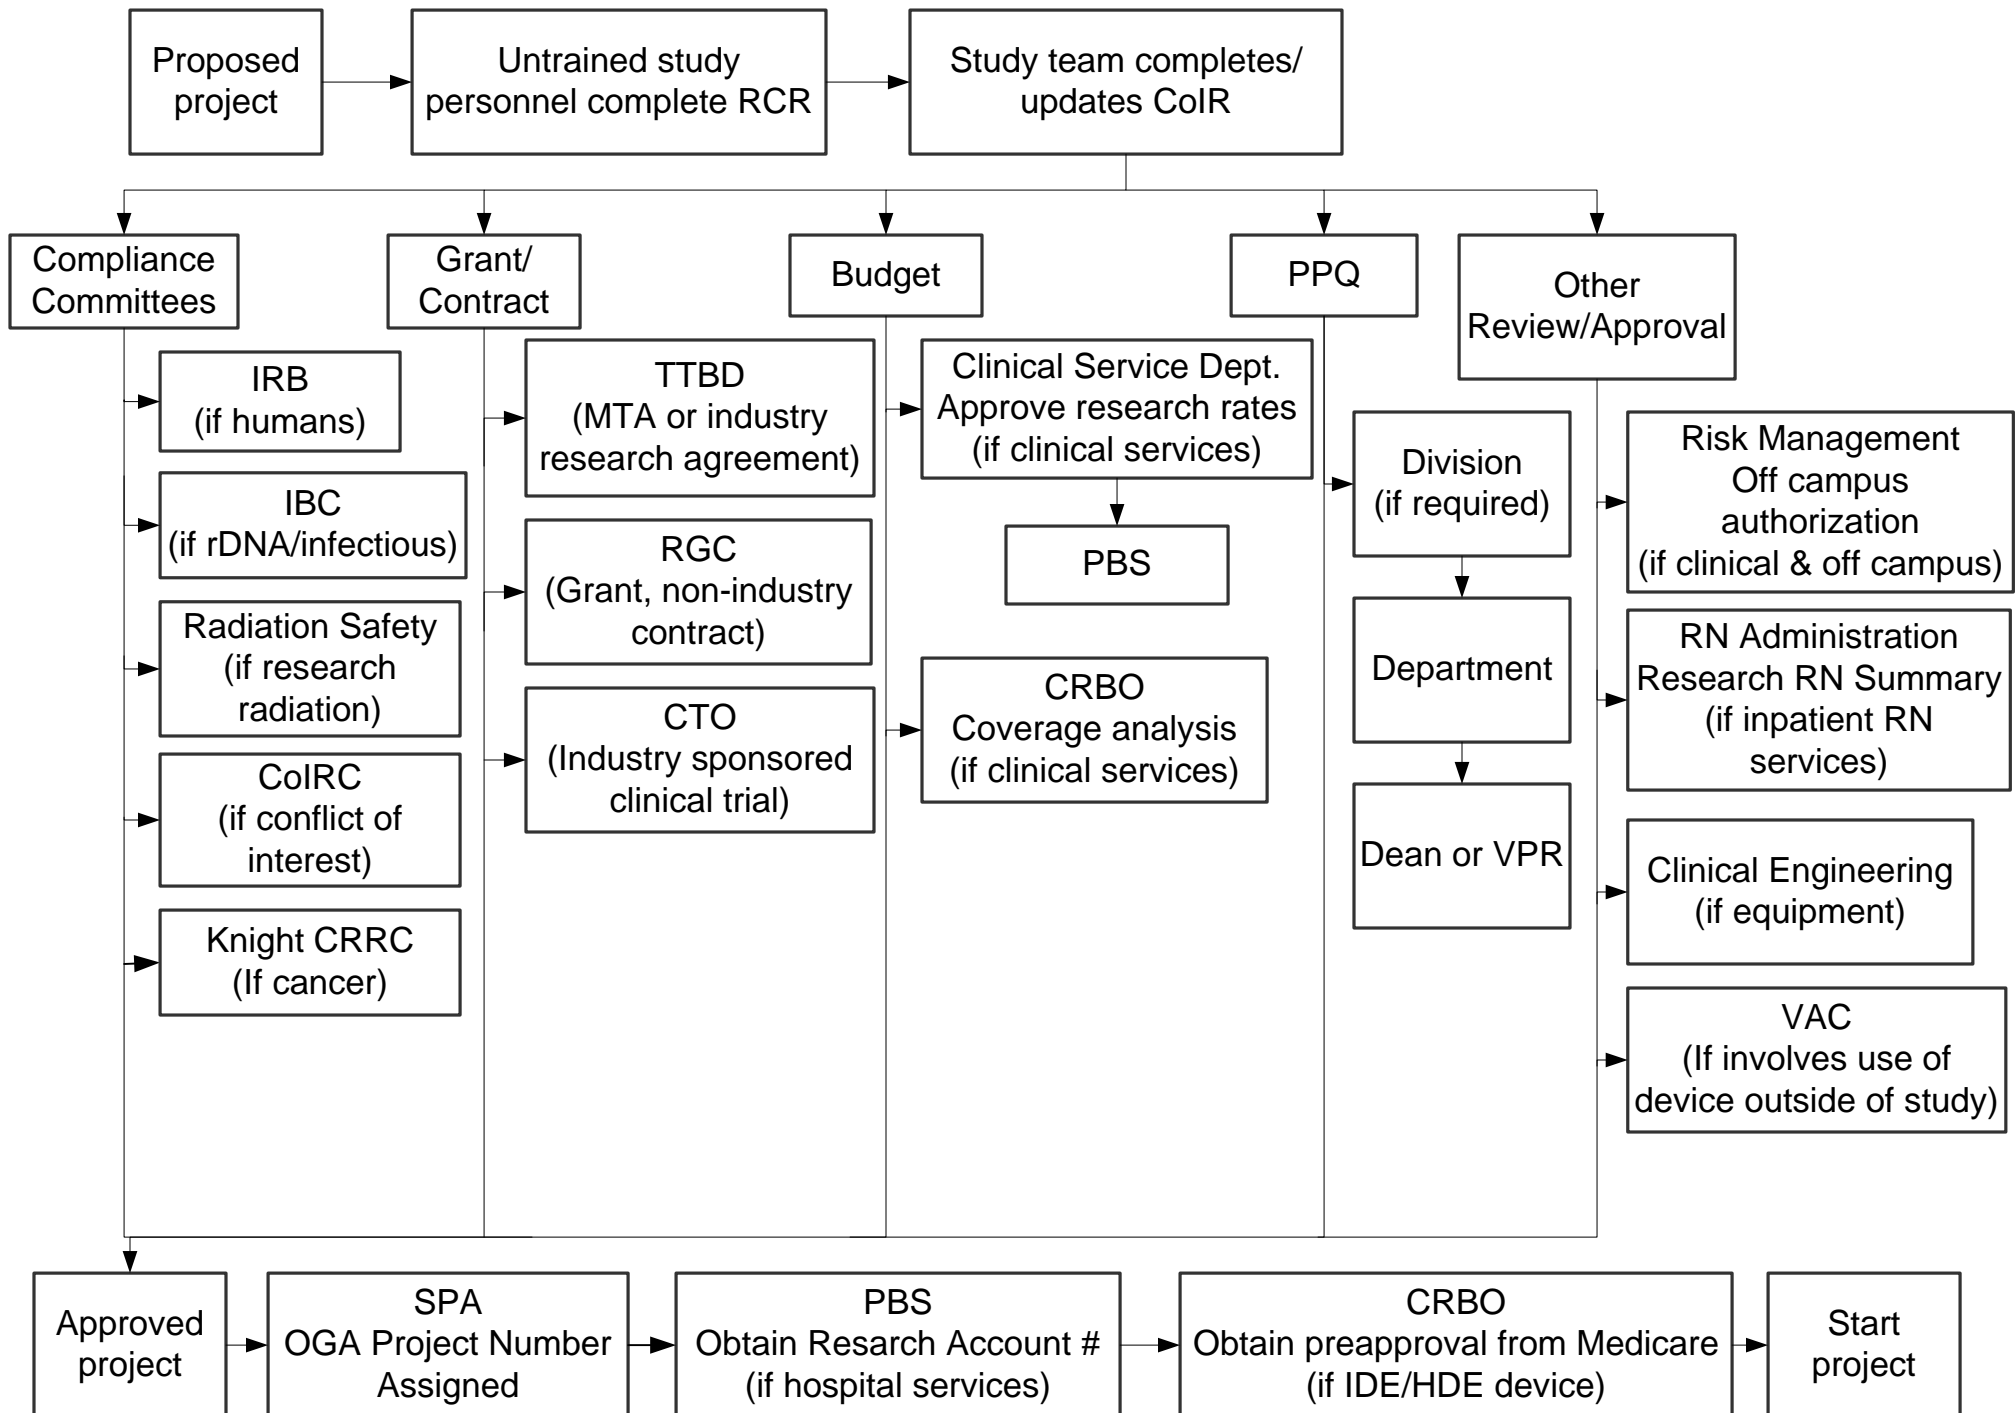 Proposed
project
Untrained study
personnel complete RCR
Study team completes/
updates CoIR
Compliance
Committees
Grant/
Contract
Budget
PPQ
Other
Review/Approval
IRB
(if humans)
IBC
(if rDNA/infectious)
Radiation Safety
(if research
radiation)
CoIRC
(if conflict of
interest)
Knight CRRC
(If cancer)
TTBD
(MTA or industry
research agreement)
RGC
(Grant, non-industry
contract)
CTO
(Industry sponsored
clinical trial)
Clinical Service Dept.
Approve research rates
(if clinical services)
PBS
CRBO
Coverage analysis
(if clinical services)
Division
(if required)
Department
Dean or VPR
Risk Management
Off campus
authorization
(if clinical & off campus)
RN Administration
Research RN Summary
(if inpatient RN
services)
Clinical Engineering
(if equipment)
VAC
(If involves use of
device outside of study)
Approved
project
SPA
OGA Project Number
Assigned
PBS
Obtain Resarch Account #
(if hospital services)
CRBO
Obtain preapproval from Medicare
(if IDE/HDE device)
Start
project